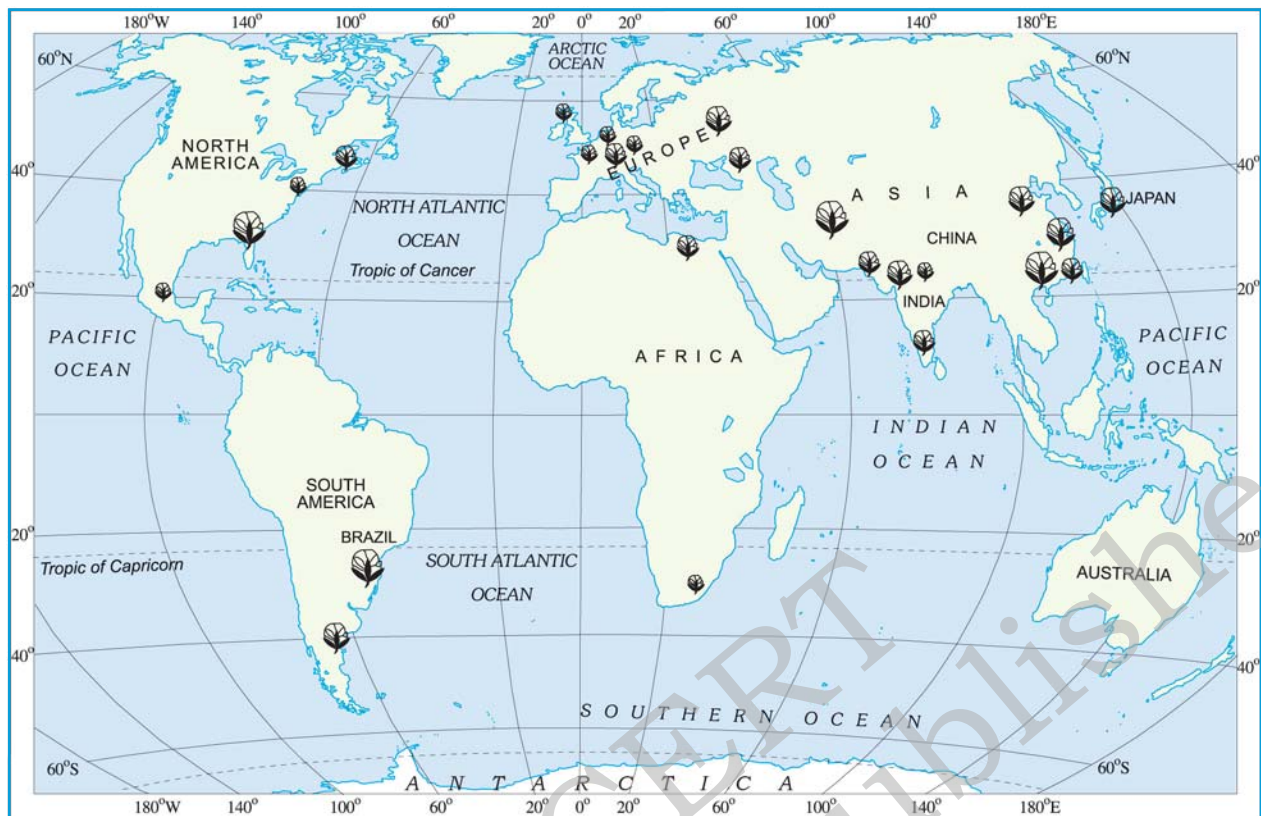 180°W 140° 100° 60° 20° 0° 20° 60° 100° 140° 180°E
60°N
ARCTIC
OCEAN
60°N
NORTH
AMERICA
EUROPE
40°
40°
ASIA
JAPAN
NORTH ATLANTIC
OCEAN
CHINA
Tropic of Cancer
20°
20°
INDIA
PACIFIC
OCEAN
AFRICA
PACIFIC
OCEAN
INDIAN
OCEAN
SOUTH
AMERICA
20°
BRAZIL
20°
Tropic of Capricorn
SOUTH ATLANTIC
OCEAN
AUSTRALIA
40°
40°
SOUTHERN OCEAN
60°S
60°S
ANTARCTICA
180°W 140° 100° 60° 20° 0° 20° 60° 100° 140° 180°E